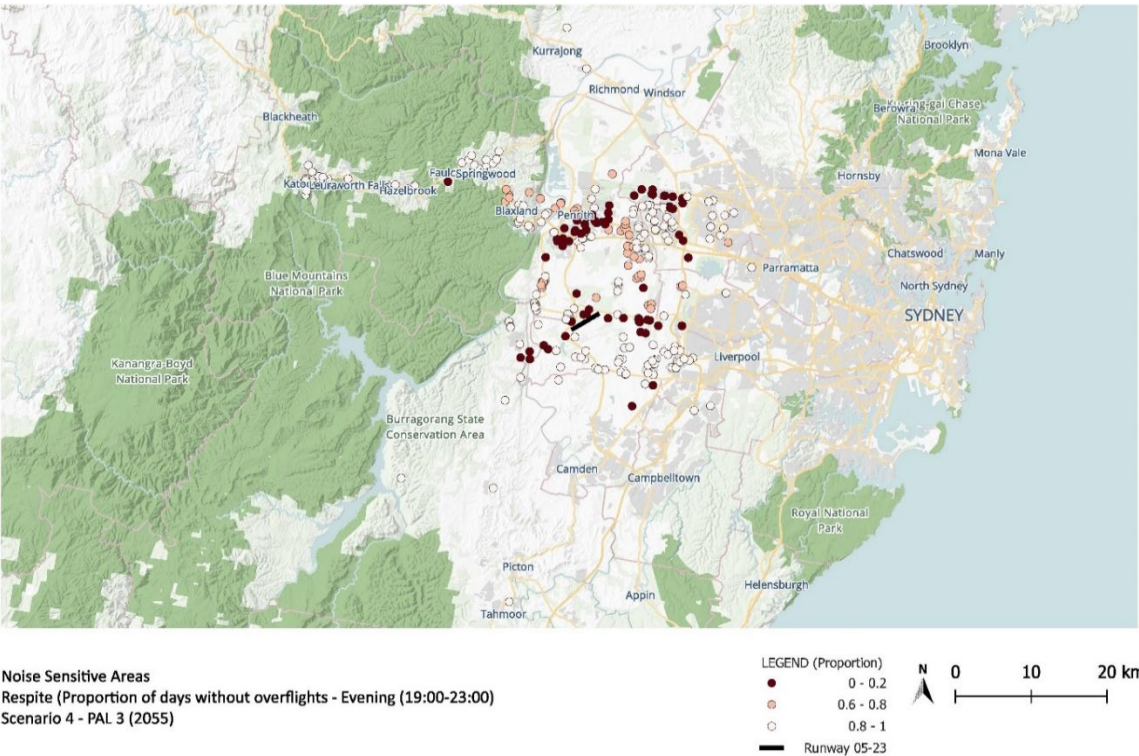 Kurrajong
Brooklyn
Richmond
Windsor
Berowra
Ku-ring-gai Chase
National Park
Blackheath
Mona Vale
Springwood
Hornsby
Hazelbrook
Blaxland
Penrith
Chatswood
Manly
Parramatta
Blue Mountains
National Park
North Sydney
SYDNEY
Liverpool
Kanangra-Boyd
National Park
Burragorang State
Conservation Area
Camden
Campbelltown
Royal National
Park
Picton
Helensburgh
Appin
Tahmoor
Noise Sensitive Areas
Respite (Proportion of days without overflights - Evening (19:00-23:00)
Scenario 4 - PAL 3 (2055)
LEGEND (Proportion)
0 - 0.2
0.6 - 0.8
0.8 - 1
Runway 05-23
N
0 10 20 km